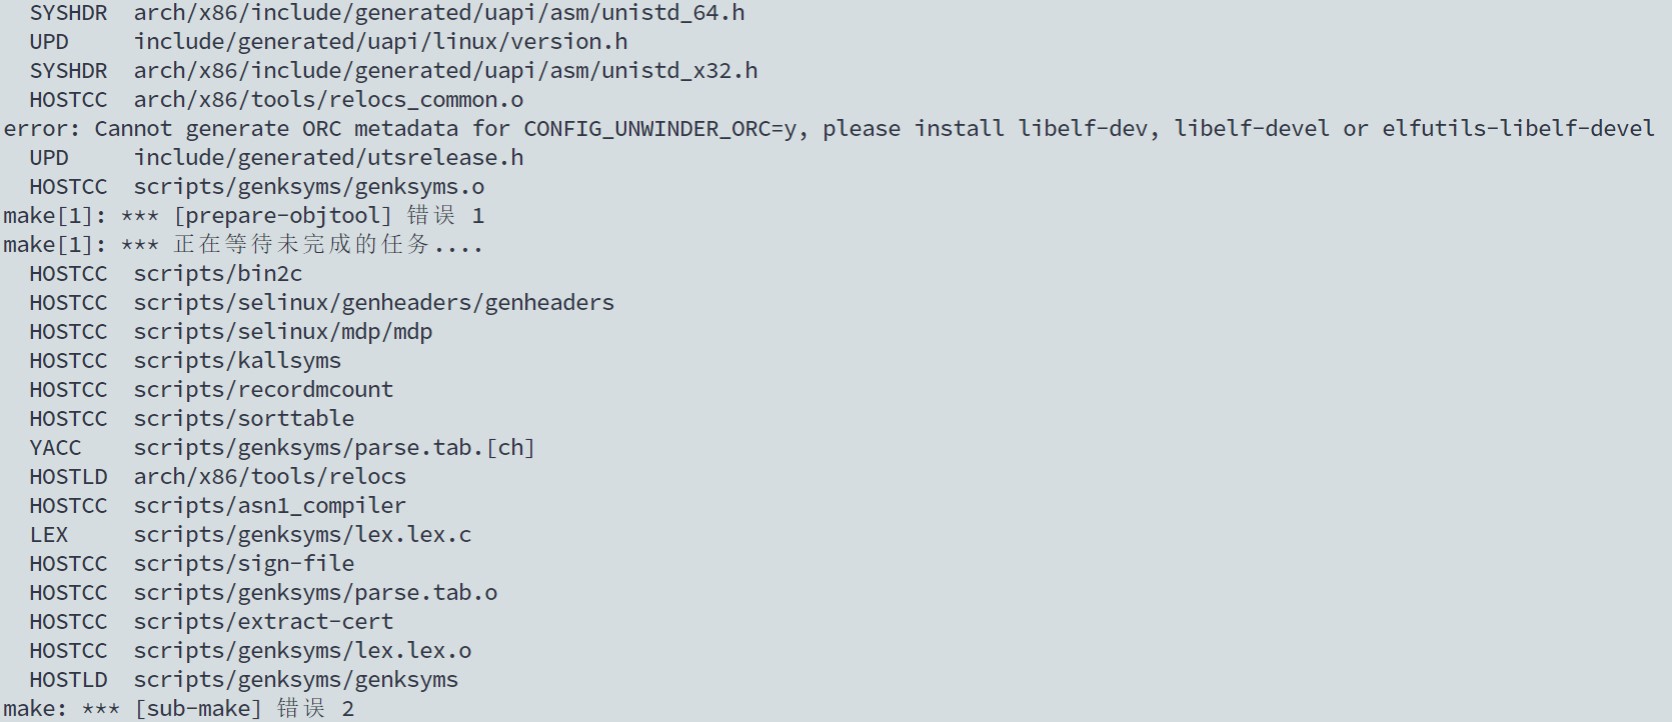 SYSHDR  arch/x86/include/generated/uapi/asm/unistd_64.h
UPD     include/generated/uapi/linux/version.h
SYSHDR  arch/x86/include/generated/uapi/asm/unistd_x32.h
HOSTCC  arch/x86/tools/relocs_common.o
error: Cannot generate ORC metadata for CONFIG_UNWINDER_ORC=y, please install libelf-dev, libelf-devel or elfutils-libelf-devel
UPD     include/generated/utsrelease.h
HOSTCC  scripts/genksyms/genksyms.o
make[1]: *** [prepare-objtool] 错误 1
make[1]: *** 正在等待未完成的任务....
HOSTCC  scripts/bin2c
HOSTCC  scripts/selinux/genheaders/genheaders
HOSTCC  scripts/selinux/mdp/mdp
HOSTCC  scripts/kallsyms
HOSTCC  scripts/recordmcount
HOSTCC  scripts/sorttable
YACC    scripts/genksyms/parse.tab.[ch]
HOSTLD  arch/x86/tools/relocs
HOSTCC  scripts/asn1_compiler
LEX     scripts/genksyms/lex.lex.c
HOSTCC  scripts/sign-file
HOSTCC  scripts/genksyms/parse.tab.o
HOSTCC  scripts/extract-cert
HOSTCC  scripts/genksyms/lex.lex.o
HOSTLD  scripts/genksyms/genksyms
make: *** [sub-make] 错误 2